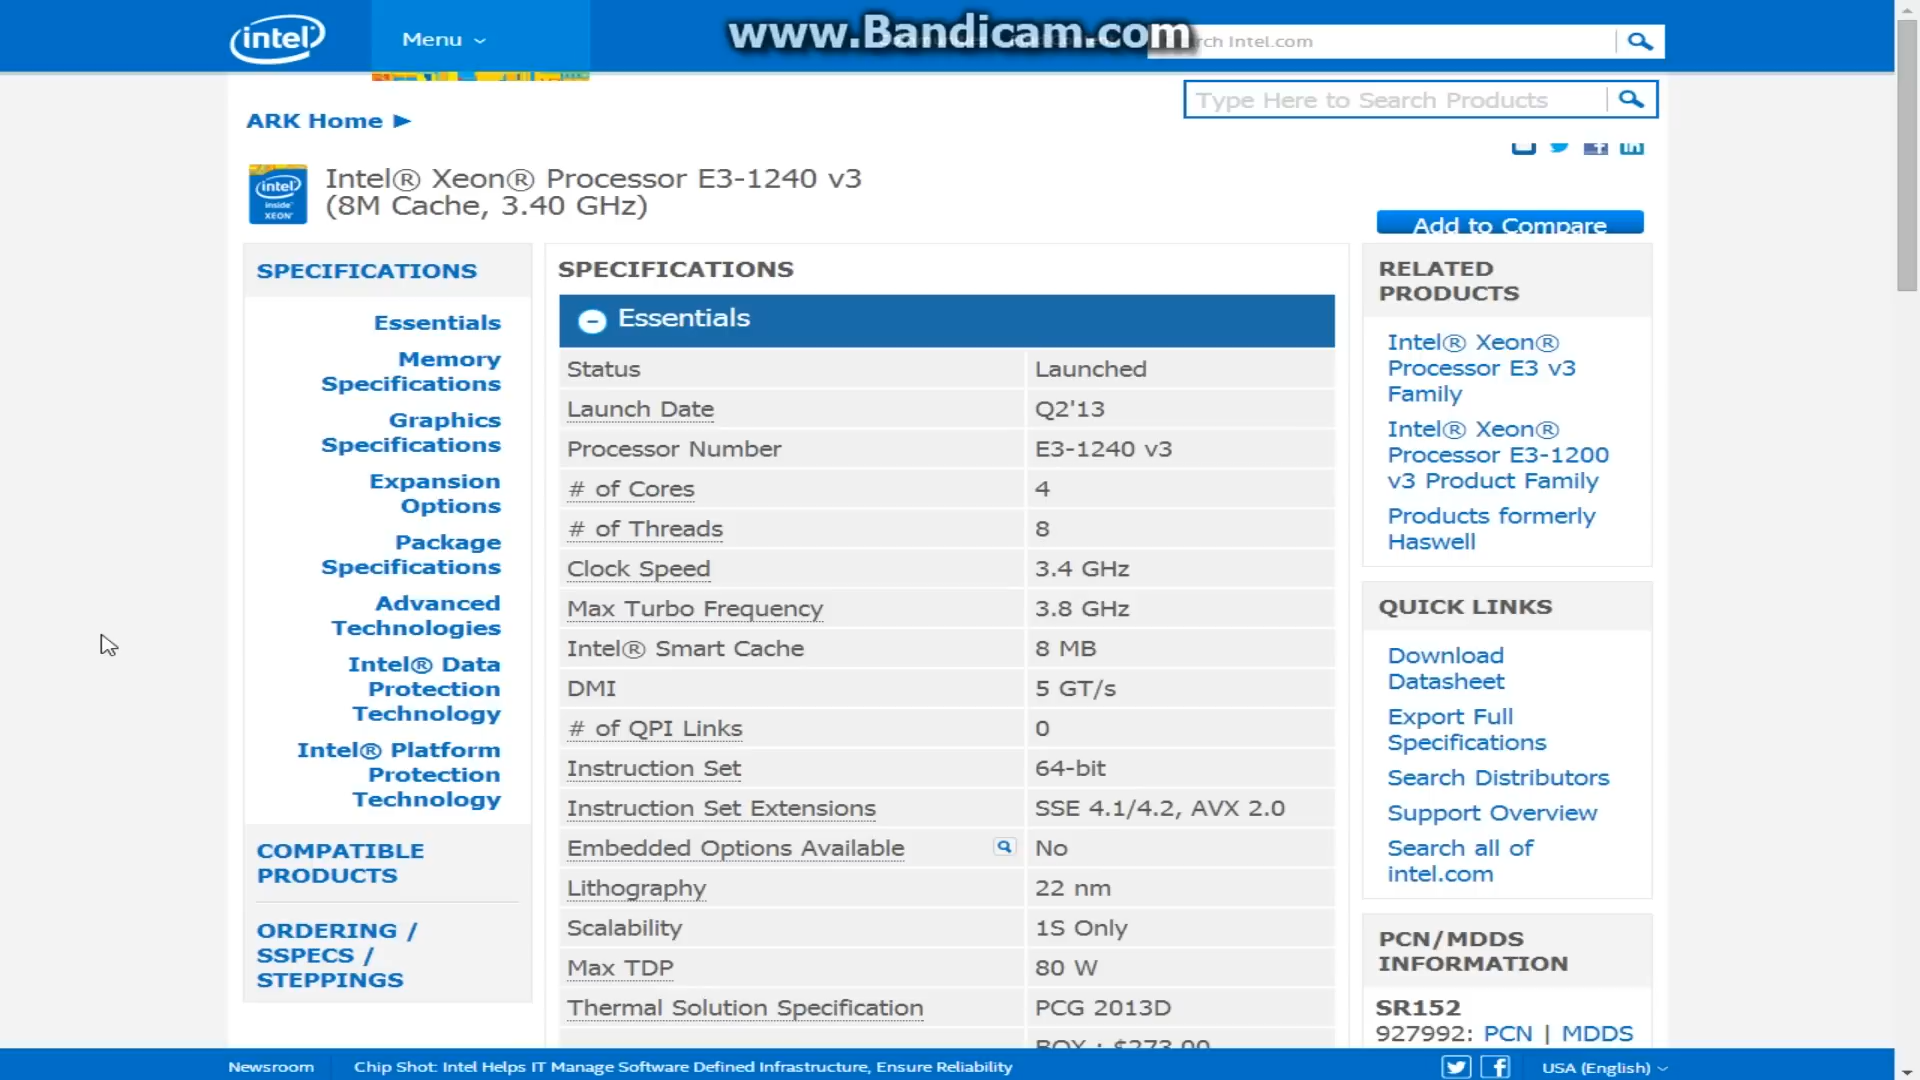 intel
Menu
www.Bandicam.com
rch Intel.com
Type Here to Search Products
ARK Home ►
intel
inside
XEON
Intel® Xeon® Processor E3-1240 v3
(8M Cache, 3.40 GHz)
Add to Compare
SPECIFICATIONS
Essentials
Memory
Specifications
Graphics
Specifications
Expansion
Options
Package
Specifications
Advanced
Technologies
Intel® Data
Protection
Technology
Intel® Platform
Protection
Technology
COMPATIBLE
PRODUCTS
ORDERING /
SSPECS /
STEPPINGS
SPECIFICATIONS
Essentials
Status Launched
Launch Date Q2'13
Processor Number E3-1240 v3
# of Cores 4
# of Threads 8
Clock Speed 3.4 GHz
Max Turbo Frequency 3.8 GHz
Intel® Smart Cache 8 MB
DMI 5 GT/s
# of QPI Links 0
Instruction Set 64-bit
Instruction Set Extensions SSE 4.1/4.2, AVX 2.0
Embedded Options Available No
Lithography 22 nm
Scalability 1S Only
Max TDP 80 W
Thermal Solution Specification PCG 2013D
BOX : $273.00
RELATED
PRODUCTS
Intel® Xeon®
Processor E3 v3
Family
Intel® Xeon®
Processor E3-1200
v3 Product Family
Products formerly
Haswell
QUICK LINKS
Download
Datasheet
Export Full
Specifications
Search Distributors
Support Overview
Search all of
intel.com
PCN/MDDS
INFORMATION
SR152
927992: PCN | MDDS
Newsroom
Chip Shot: Intel Helps IT Manage Software Defined Infrastructure, Ensure Reliability
USA (English)